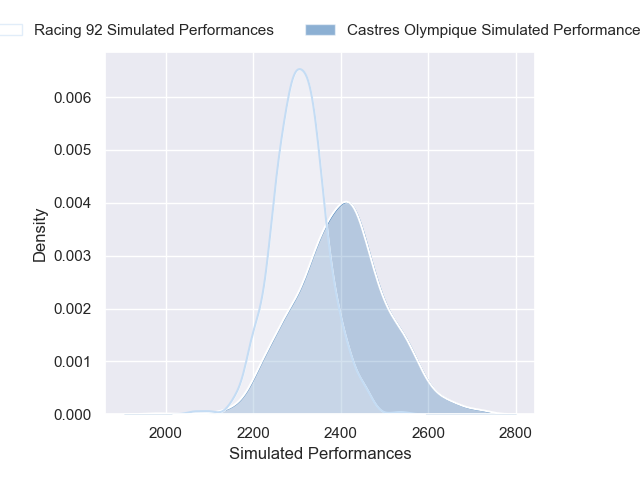 Racing 92 Simulated Performances Castres Olympique Simulated Performance
0.006
0.005
0.004
0.003
0.002
0.001
0.000
Density
2000 2200 2400 2600 2800
Simulated Performances